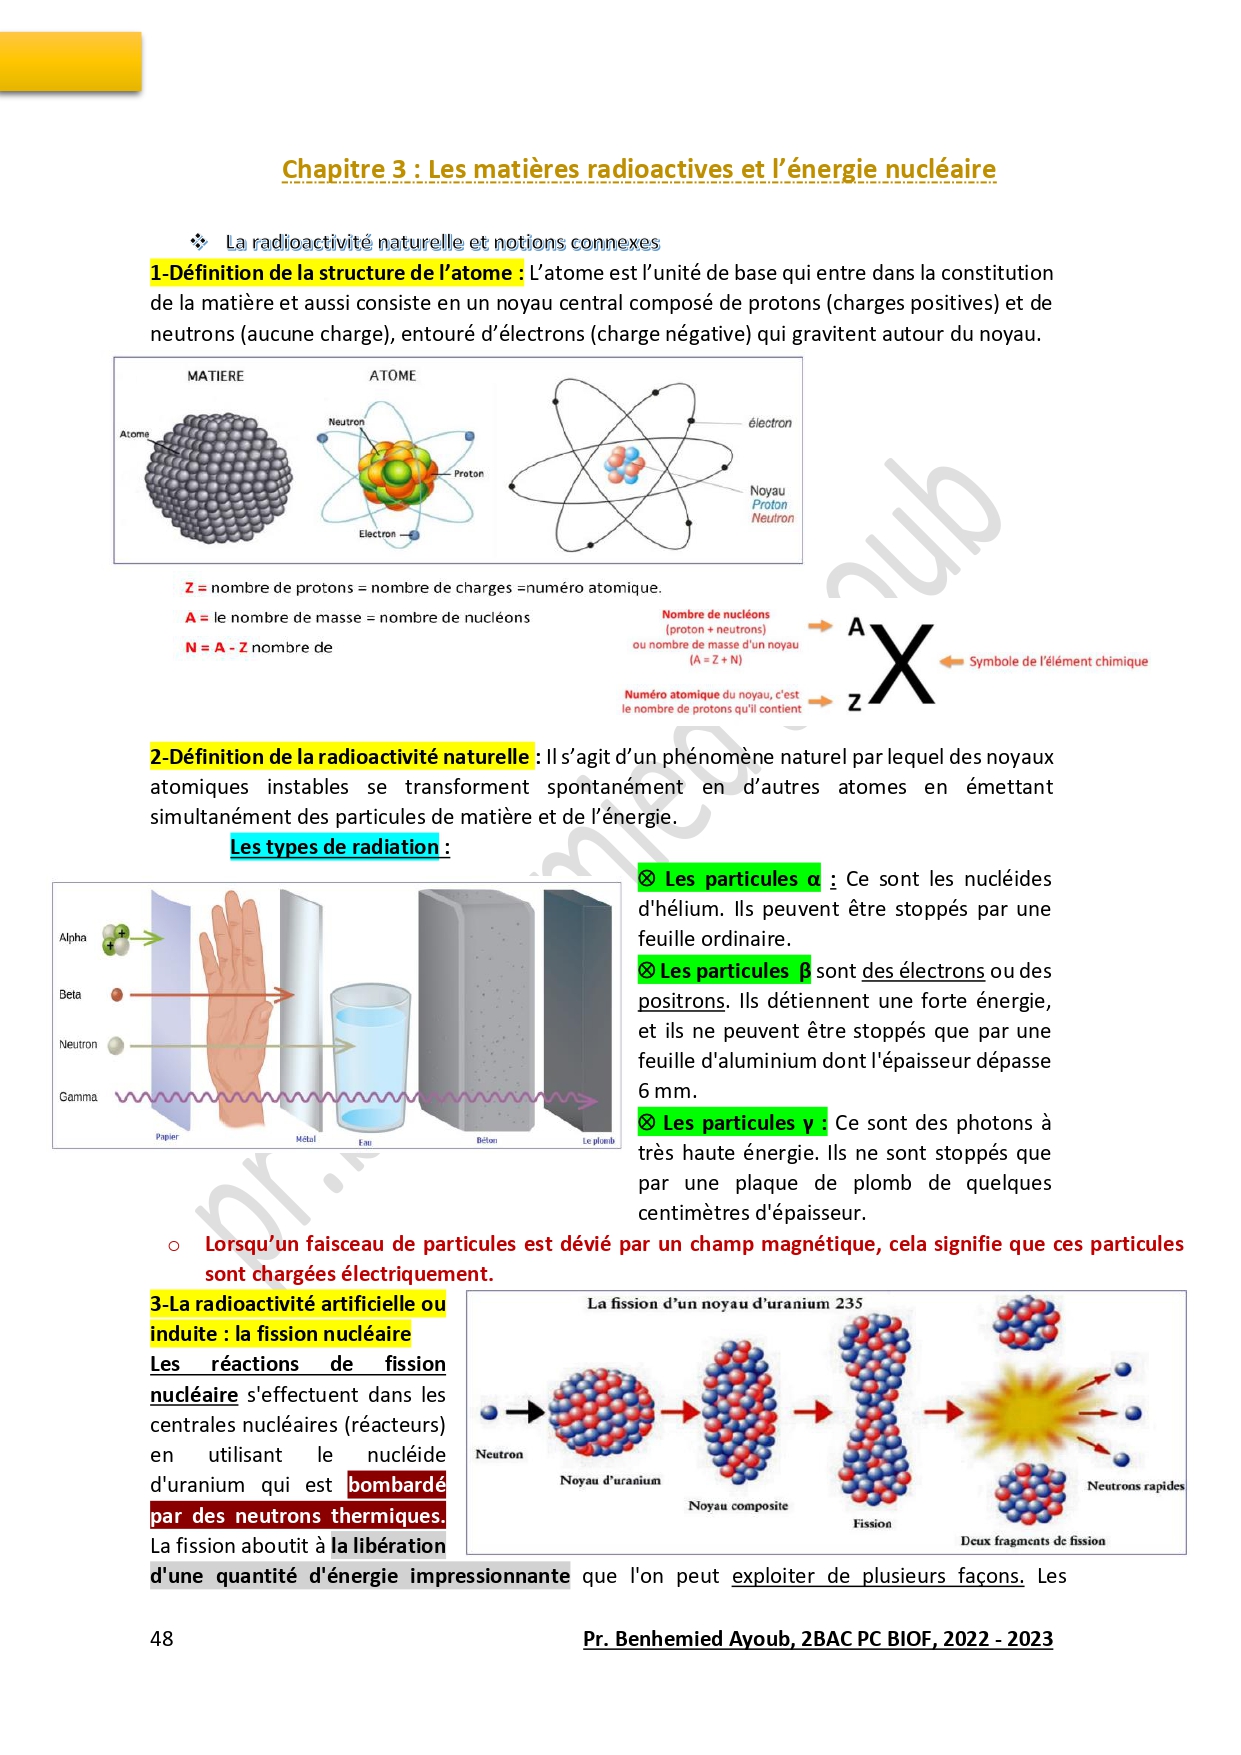 Chapitre 3 : Les matières radioactives et l’énergie nucléaire
❖ La radioactivité naturelle et notions connexes
1-Définition de la structure de l’atome : L’atome est l’unité de base qui entre dans la constitution
de la matière et aussi consiste en un noyau central composé de protons (charges positives) et de
neutrons (aucune charge), entouré d’électrons (charge négative) qui gravitent autour du noyau.
MATIERE
ATOME
Atome
Neutron
Proton
Electron
électron
Noyau
Proton
Neutron
Z = nombre de protons = nombre de charges =numéro atomique.
A = le nombre de masse = nombre de nucléons
N = A - Z nombre de
Nombre de nucléons
(proton + neutrons)
ou nombre de masse d'un noyau
(A = Z + N)
Numéro atomique du noyau, c'est
le nombre de protons qu'il contient
A
X
Z
Symbole de l'élément chimique
2-Définition de la radioactivité naturelle : Il s’agit d’un phénomène naturel par lequel des noyaux
atomiques instables se transforment spontanément en d’autres atomes en émettant
simultanément des particules de matière et de l’énergie.
Les types de radiation :
Alpha
Beta
Neutron
Gamma
Papier
Métal
Eau
Béton
Le plomb
⊗ Les particules α : Ce sont les nucléides
d'hélium. Ils peuvent être stoppés par une
feuille ordinaire.
⊗ Les particules β sont des électrons ou des
positrons. Ils détiennent une forte énergie,
et ils ne peuvent être stoppés que par une
feuille d'aluminium dont l'épaisseur dépasse
6 mm.
⊗ Les particules γ : Ce sont des photons à
très haute énergie. Ils ne sont stoppés que
par une plaque de plomb de quelques
centimètres d'épaisseur.
o Lorsqu’un faisceau de particules est dévié par un champ magnétique, cela signifie que ces particules
sont chargées électriquement.
3-La radioactivité artificielle ou
induite : la fission nucléaire
Les réactions de fission
nucléaire s'effectuent dans les
centrales nucléaires (réacteurs)
en utilisant le nucléide
d'uranium qui est bombardé
par des neutrons thermiques.
La fission aboutit à la libération
d'une quantité d'énergie impressionnante que l'on peut exploiter de plusieurs façons. Les
La fission d'un noyau d'uranium 235
Neutron
Noyau d'uranium
Noyau composite
Fission
Deux fragments de fission
Neutrons rapides
48
Pr. Benhemied Ayoub, 2BAC PC BIOF, 2022 - 2023